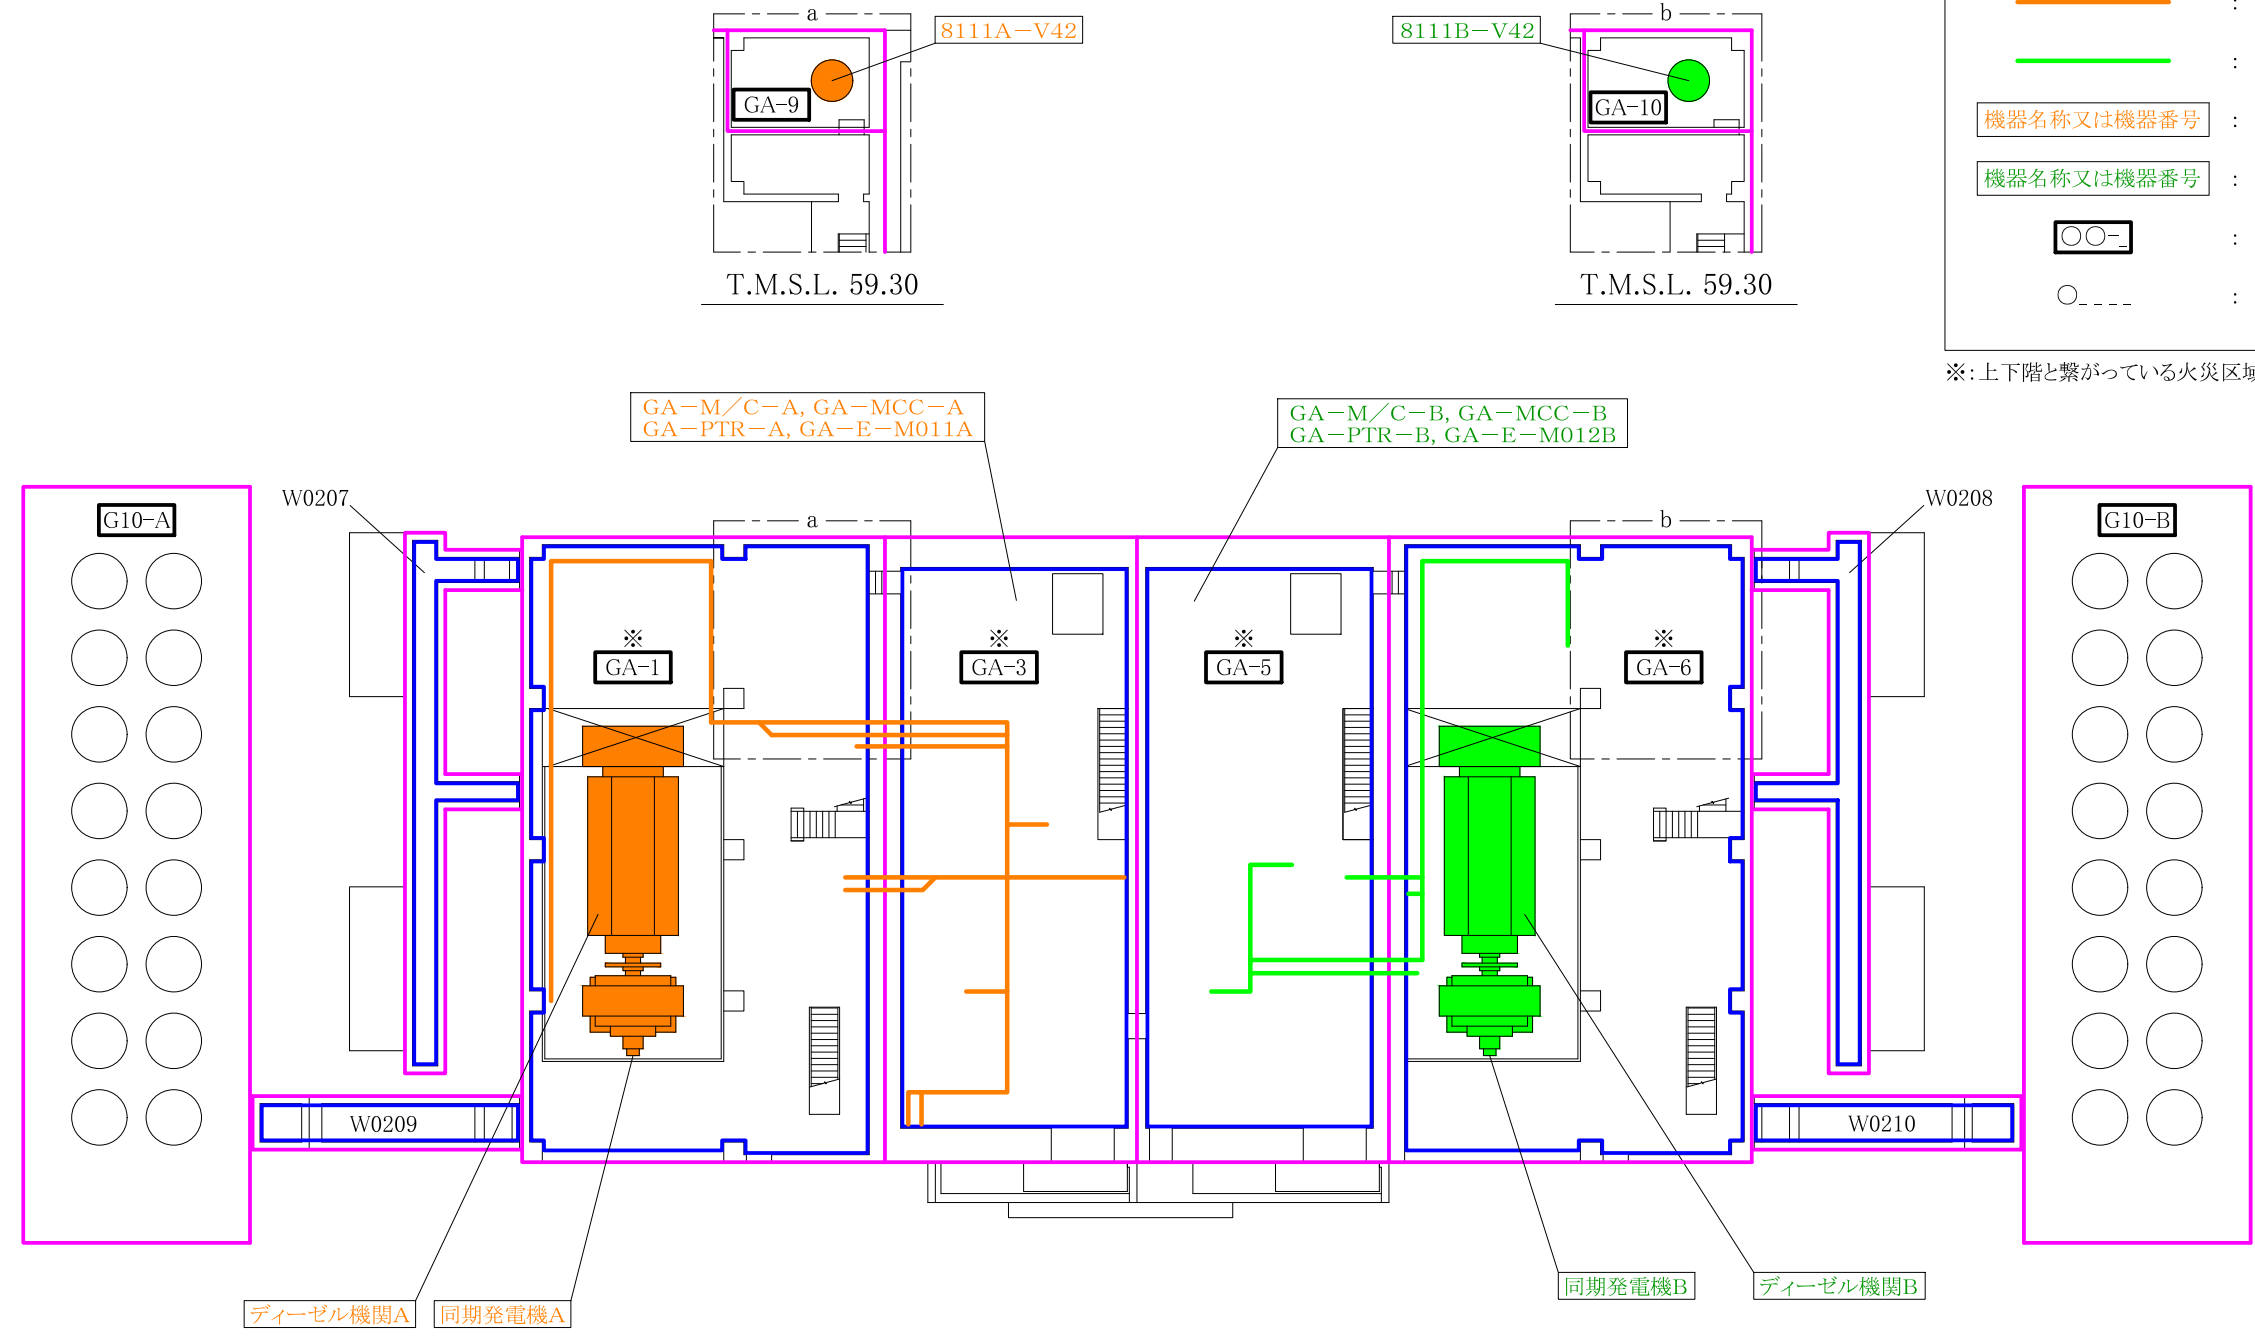 a
8111A-V42
GA-9
T.M.S.L. 59.30
b
8111B-V42
GA-10
T.M.S.L. 59.30
:
:
機器名称又は機器番号 :
機器名称又は機器番号 :
○○-_ :
○_ _ _ _ :
※:上下階と繋がっている火災区域
GA-M/C-A, GA-MCC-A
GA-PTR-A, GA-E-M011A
GA-M/C-B, GA-MCC-B
GA-PTR-B, GA-E-M012B
G10-A
W0207
a
b
W0208
G10-B
※
GA-1
※
GA-3
※
GA-5
※
GA-6
W0209
W0210
ディーゼル機関A
同期発電機A
同期発電機B
ディーゼル機関B